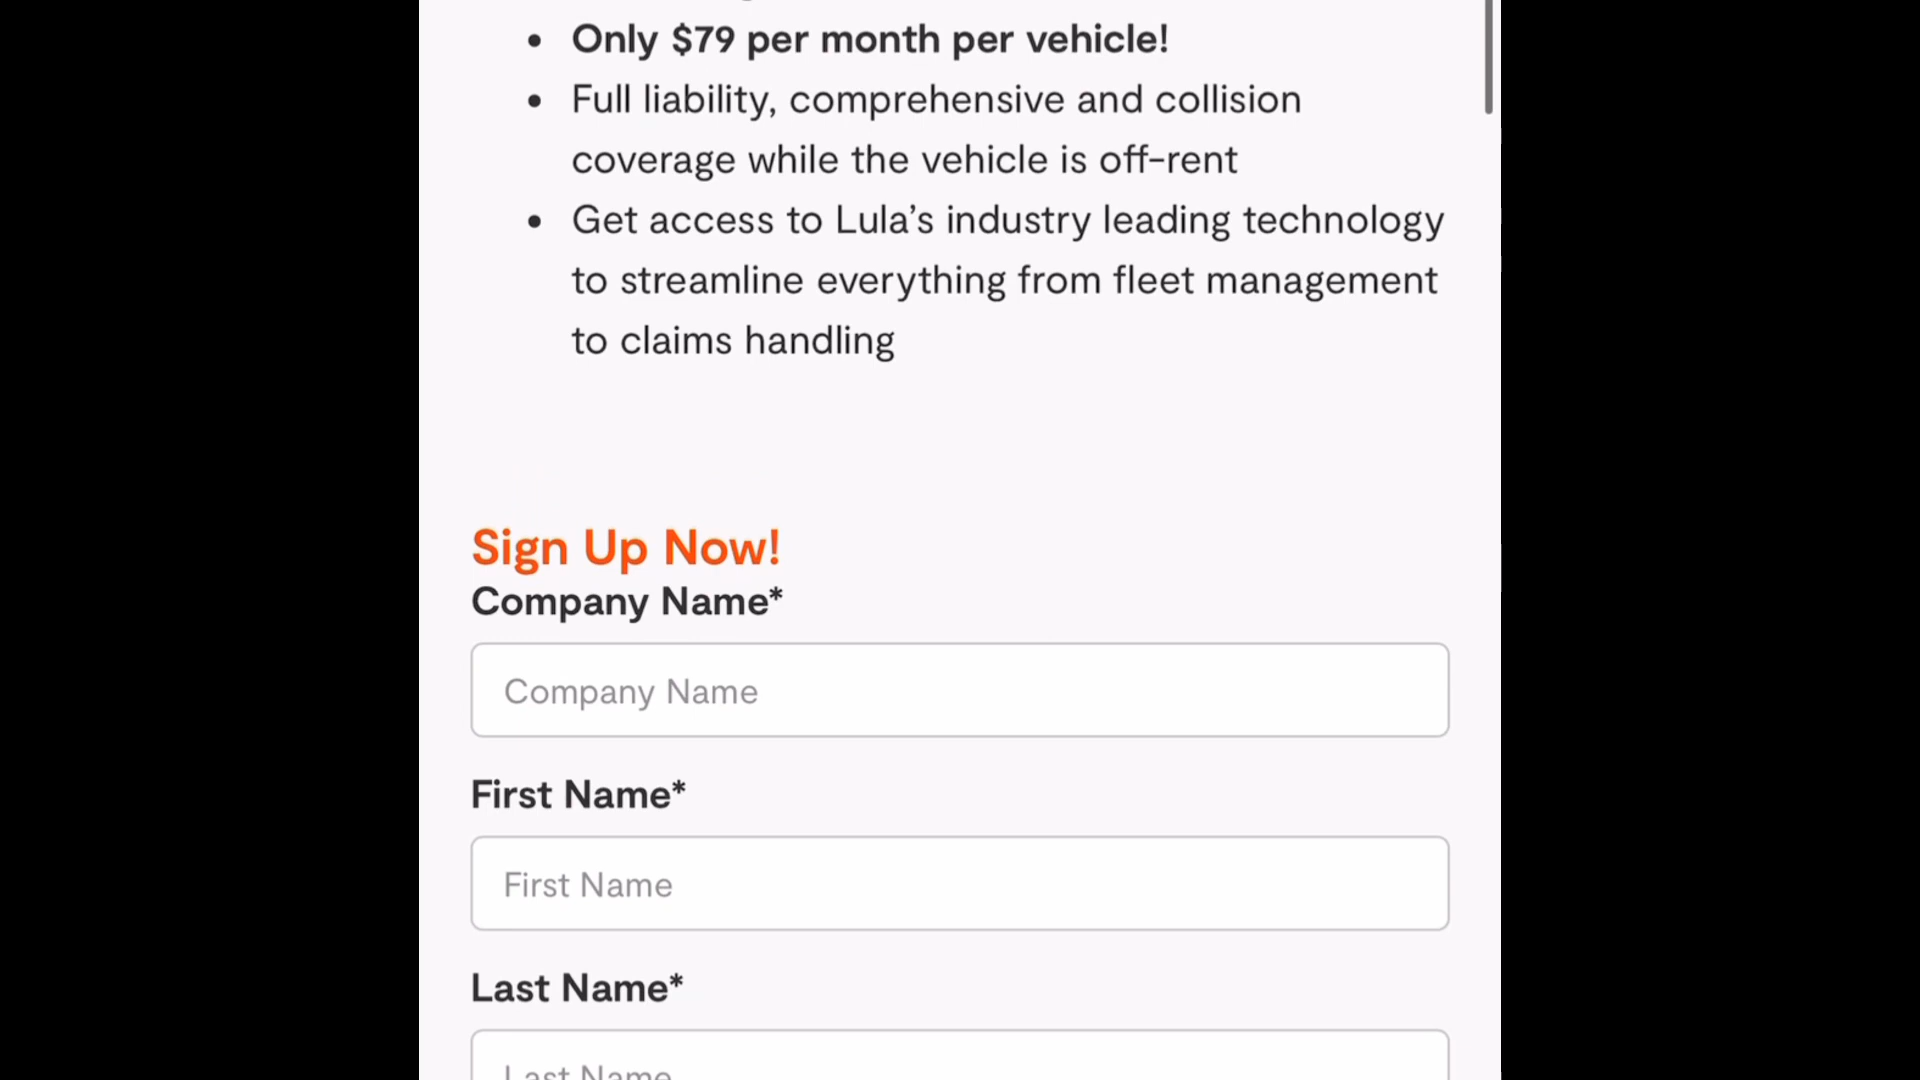 Only $79 per month per vehicle!
Full liability, comprehensive and collision
coverage while the vehicle is off-rent
Get access to Lula’s industry leading technology
to streamline everything from fleet management
to claims handling
Sign Up Now!
Company Name*
Company Name
First Name*
First Name
Last Name*
Last Name